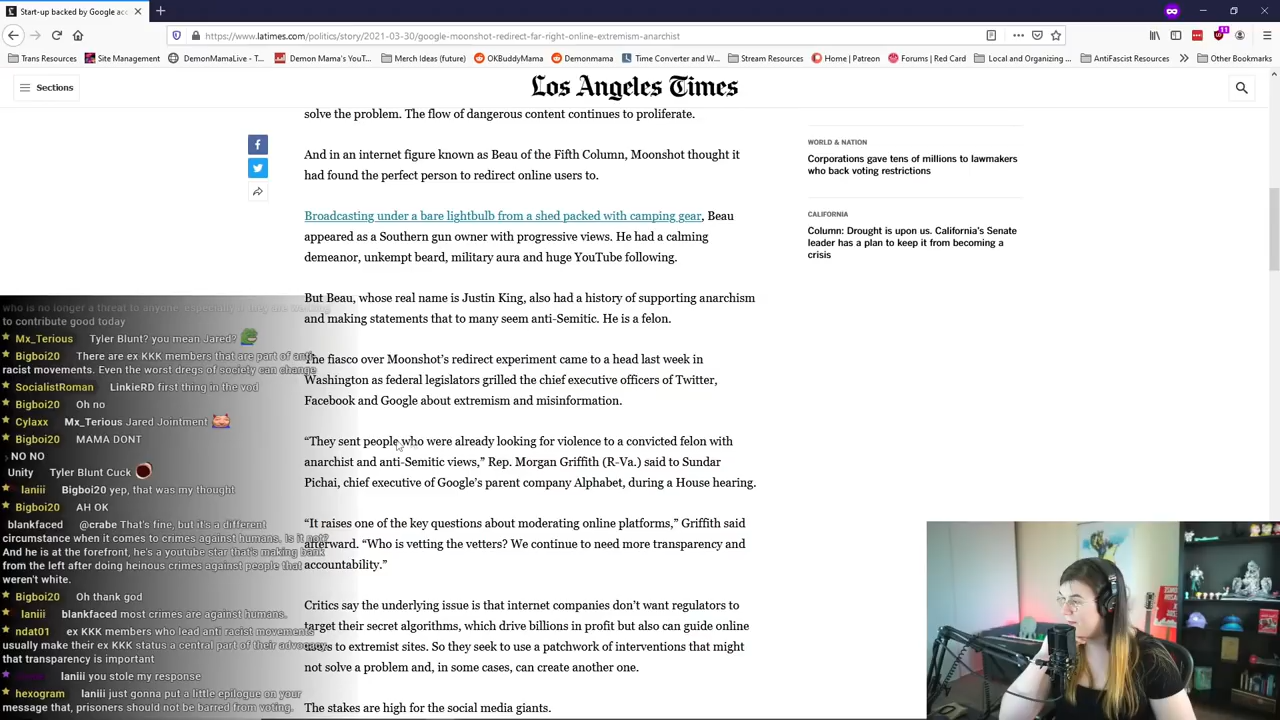 Start-up backed by Google acc
https://www.latimes.com/politics/story/2021-03-30/google-moonshot-redirect-far-right-online-extremism-anarchist
11
Trans Resources
Site Management
DemonMamaLive - T...
Demon Mama's YouT...
Merch Ideas (future)
OKBuddyMama
Demonmama
Time Converter and W...
Stream Resources
Home | Patreon
Forums | Red Card
Local and Organizing ...
AntiFascist Resources
Other Bookmarks
Sections
Los Angeles Times
solve the problem. The flow of dangerous content continues to proliferate.
And in an internet figure known as Beau of the Fifth Column, Moonshot thought it
had found the perfect person to redirect online users to.
Broadcasting under a bare lightbulb from a shed packed with camping gear, Beau
appeared as a Southern gun owner with progressive views. He had a calming
demeanor, unkempt beard, military aura and huge YouTube following.
But Beau, whose real name is Justin King, also had a history of supporting anarchism
and making statements that to many seem anti-Semitic. He is a felon.
The fiasco over Moonshot's redirect experiment came to a head last week in
Washington as federal legislators grilled the chief executive officers of Twitter,
Facebook and Google about extremism and misinformation.
“They sent people who were already looking for violence to a convicted felon with
anarchist and anti-Semitic views,” Rep. Morgan Griffith (R-Va.) said to Sundar
Pichai, chief executive of Google's parent company Alphabet, during a House hearing.
“It raises one of the key questions about moderating online platforms,” Griffith said
afterward. “Who is vetting the vetters? We continue to need more transparency and
accountability.”
Critics say the underlying issue is that internet companies don't want regulators to
target their secret algorithms, which drive billions in profit but also can guide online
users to extremist sites. So they seek to use a patchwork of interventions that might
not solve a problem and, in some cases, can create another one.
The stakes are high for the social media giants.
WORLD & NATION
Corporations gave tens of millions to lawmakers
who back voting restrictions
CALIFORNIA
Column: Drought is upon us. California's Senate
leader has a plan to keep it from becoming a
crisis
who is no longer a threat to anyone, especially if they are
to contribute good today
Mx_Terious Tyler Blunt? you mean Jared?
Bigboi20 There are ex KKK members that are part of anti
racist movements. Even the worst dregs of society can change
SocialistRoman LinkieRD first thing in the vod
Bigboi20 Oh no
Cylaxx Mx_Terious Jared Jointment
Bigboi20 MAMA DONT
NO NO
Unity Tyler Blunt Cuck
laniii Bigboi20 yep, that was my thought
Bigboi20 AH OK
blankfaced @crabe That's fine, but it's a different
circumstance when it comes to crimes against humans. Is it not?
And he is at the forefront, he's a youtube star that's making bank
from the left after doing heinous crimes against people that
weren't white.
Bigboi20 Oh thank god
laniii blankfaced most crimes are against humans.
ndat01 ex KKK members who lead anti racist movements
usually make their ex KKK status a central part of their advocacy
that transparency is important
laniii you stole my response
hexogram laniii just gonna put a little epilogue on your
message that, prisoners should not be barred from voting.